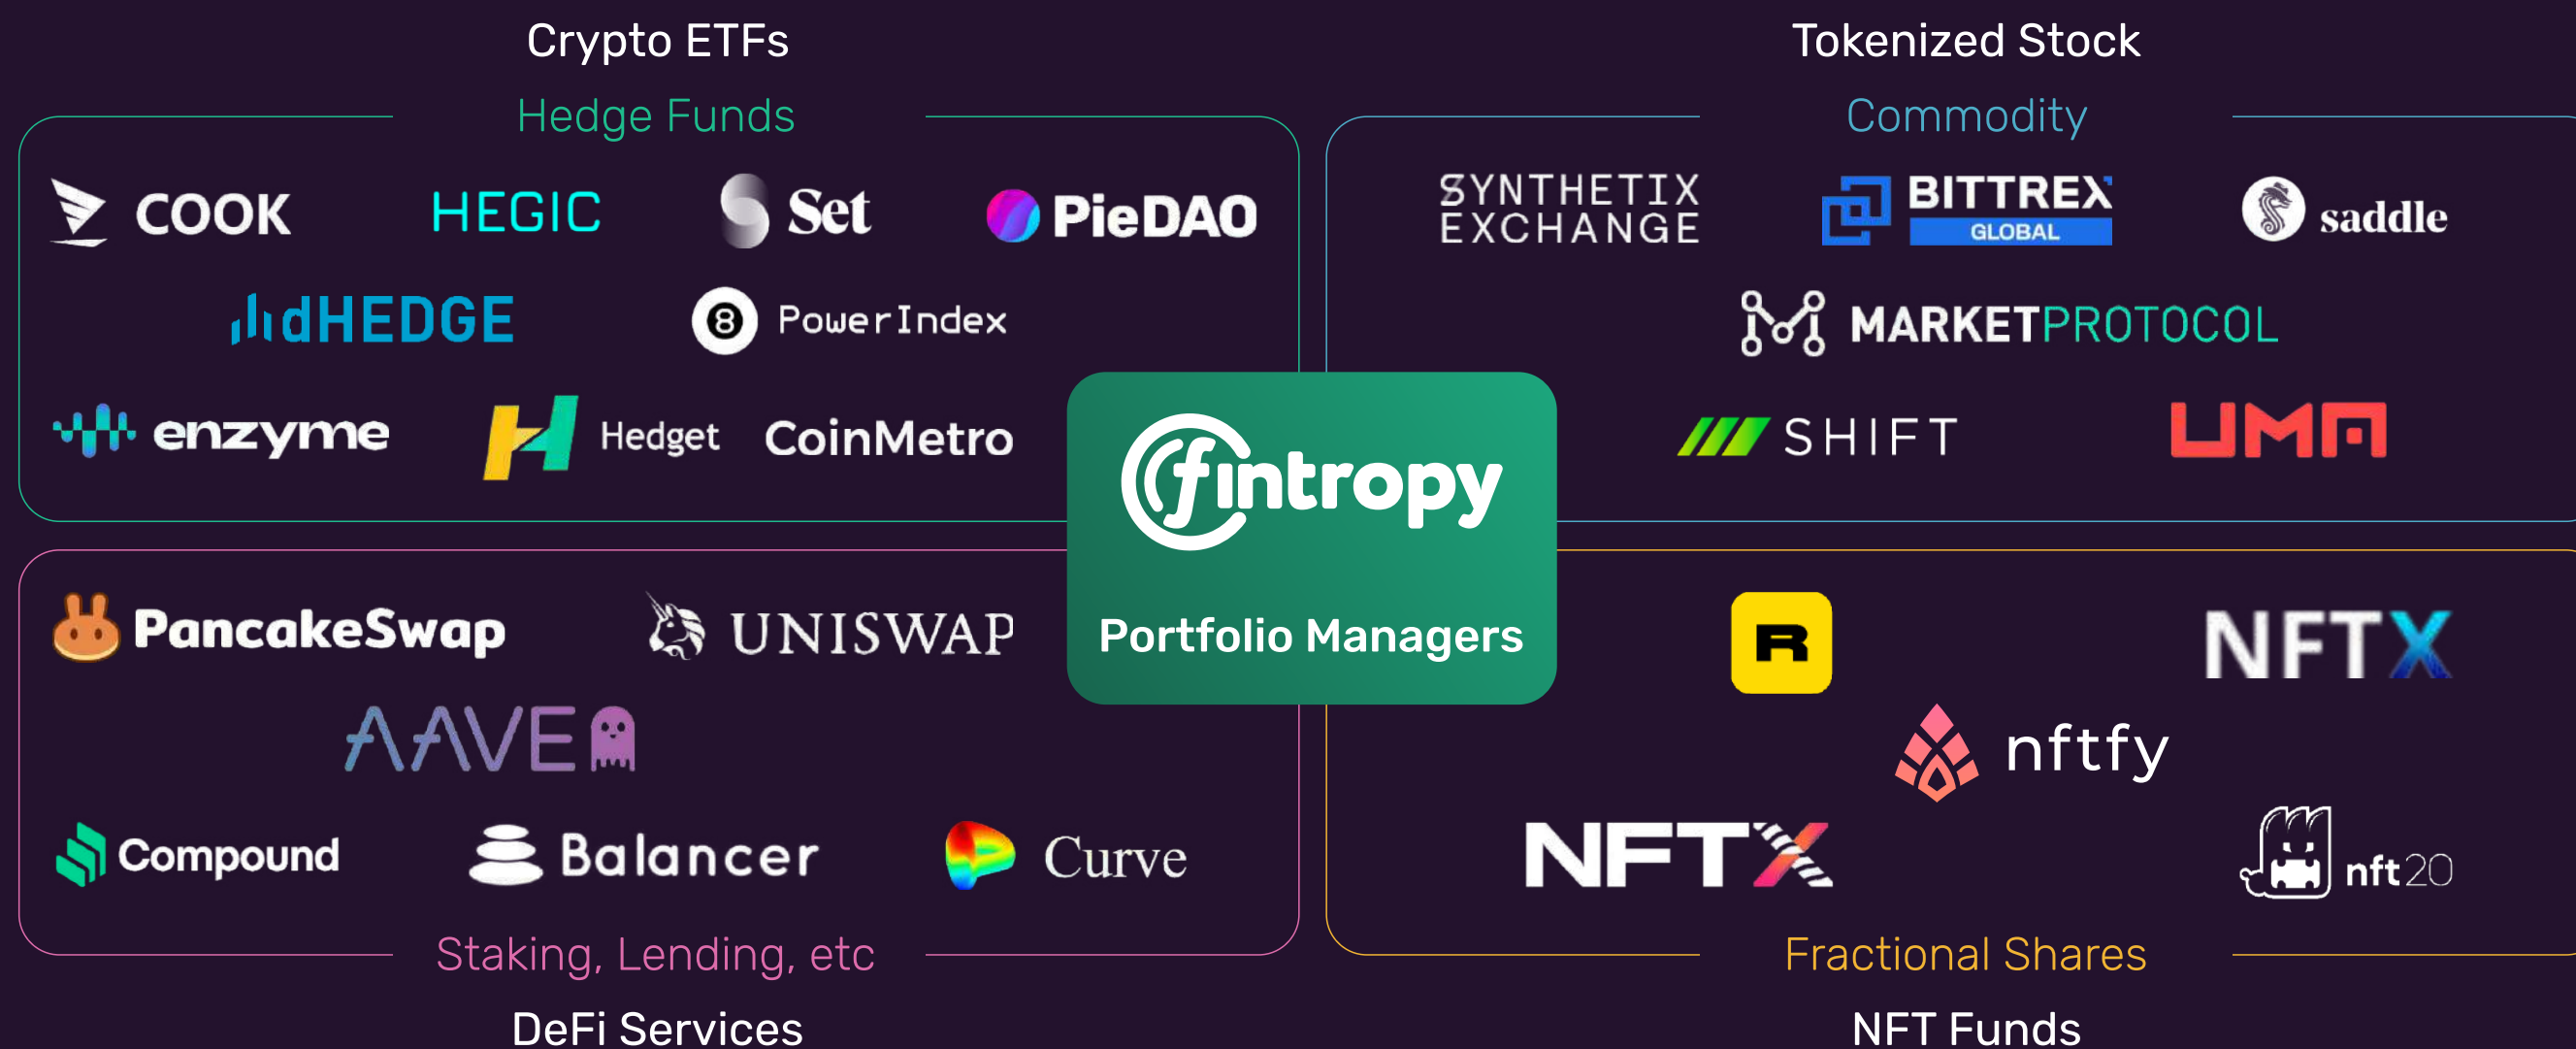 Crypto ETFs
Hedge Funds
COOK
HEGIC
Set
PieDAO
dHEDGE
8 PowerIndex
enzyme
Hedget
CoinMetro
Tokenized Stock
Commodity
SYNTHETIX
EXCHANGE
BITTREX
GLOBAL
saddle
MARKETPROTOCOL
SHIFT
UMA
fintropy
Portfolio Managers
PancakeSwap
UNISWAP
AAVE
Compound
Balancer
Curve
Staking, Lending, etc
DeFi Services
R
NFTX
nftfy
NFTX
nft20
Fractional Shares
NFT Funds